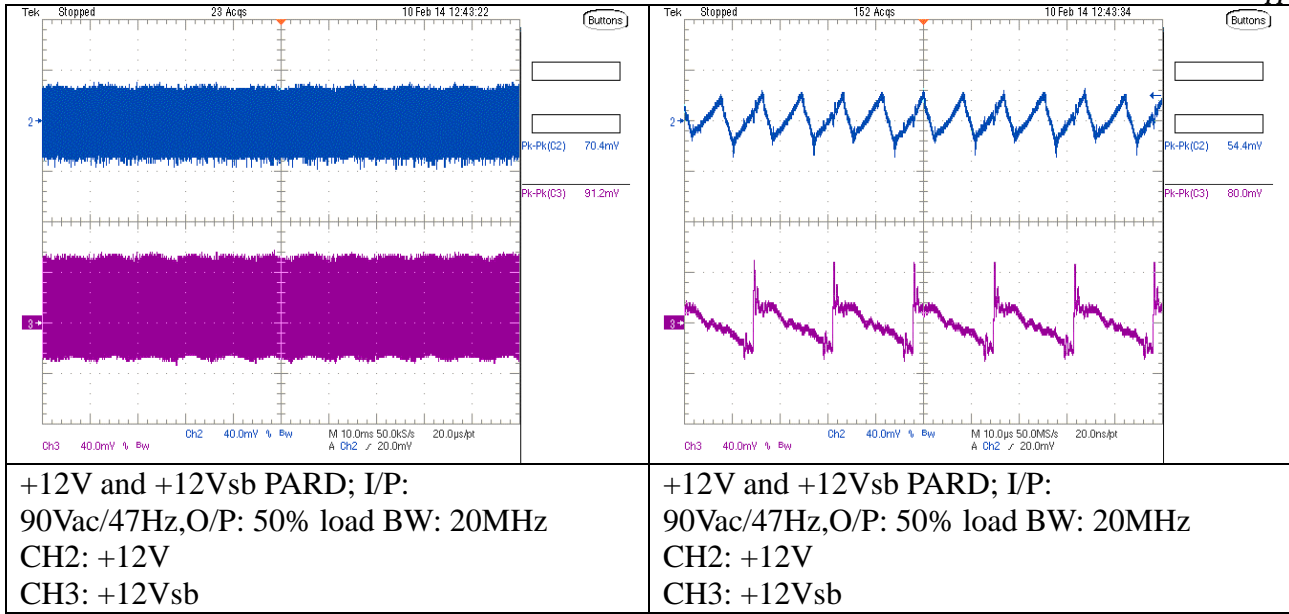 Tek Stopped 23 Acqs 10 Feb 14 12:43:22
Buttons
2
Pk-Pk(C2) 70.4mV
Pk-Pk(C3) 91.2mV
3
Ch2 40.0mV % Bw M 10.0ms 50.0kS/s 20.0µs/pt
Ch3 40.0mV % Bw A Ch2 ∕ 20.0mV
+12V and +12Vsb PARD; I/P:
90Vac/47Hz,O/P: 50% load BW: 20MHz
CH2: +12V
CH3: +12Vsb
Tek Stopped 152 Acqs 10 Feb 14 12:43:34
Buttons
2
Pk-Pk(C2) 54.4mV
Pk-Pk(C3) 80.0mV
3
Ch2 40.0mV % Bw M 10.0µs 50.0MS/s 20.0ns/pt
Ch3 40.0mV % Bw A Ch2 ∕ 20.0mV
+12V and +12Vsb PARD; I/P:
90Vac/47Hz,O/P: 50% load BW: 20MHz
CH2: +12V
CH3: +12Vsb